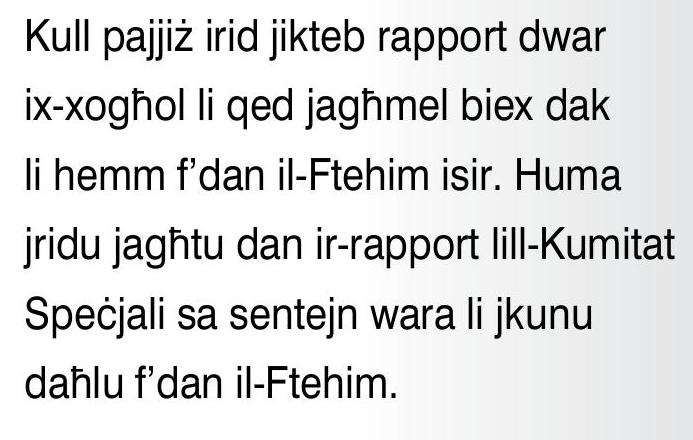 Kull pajjiż irid jikteb rapport dwar
ix-xogħol li qed jagħmel biex dak
li hemm f’dan il-Ftehim isir. Huma
jridu jagħtu dan ir-rapport lill-Kumitat
Speċjali sa sentejn wara li jkunu
daħlu f’dan il-Ftehim.